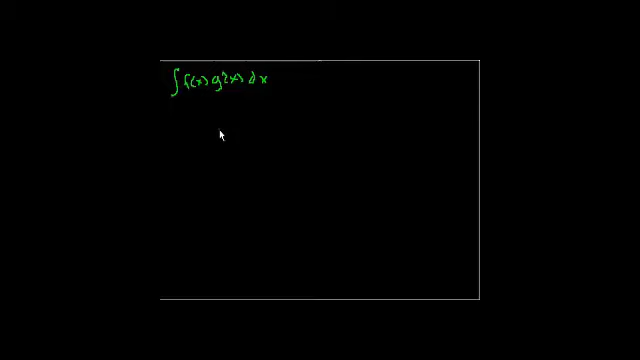 ∫ f(x) g'(x) dx